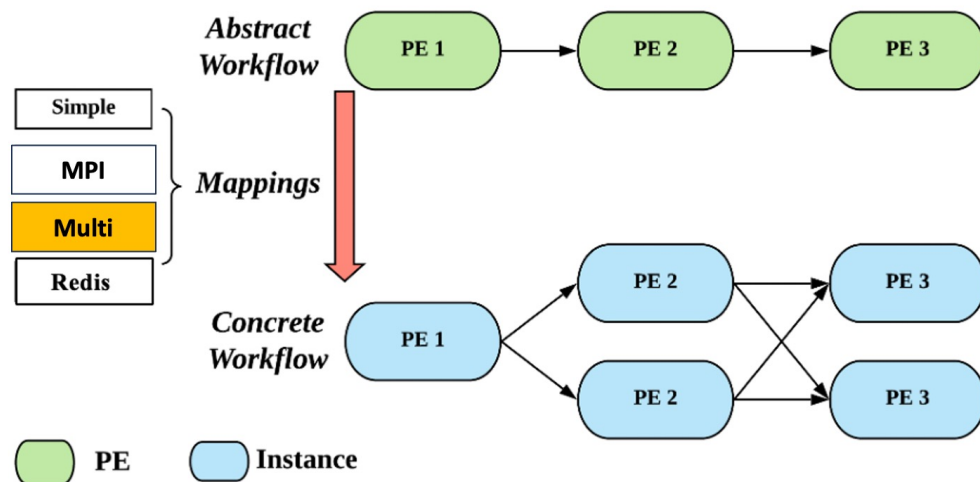 Abstract
Workflow
PE 1
PE 2
PE 3
Simple
MPI
Multi
Redis
Mappings
Concrete
Workflow
PE 1
PE 2
PE 3
PE 2
PE 3
PE
Instance